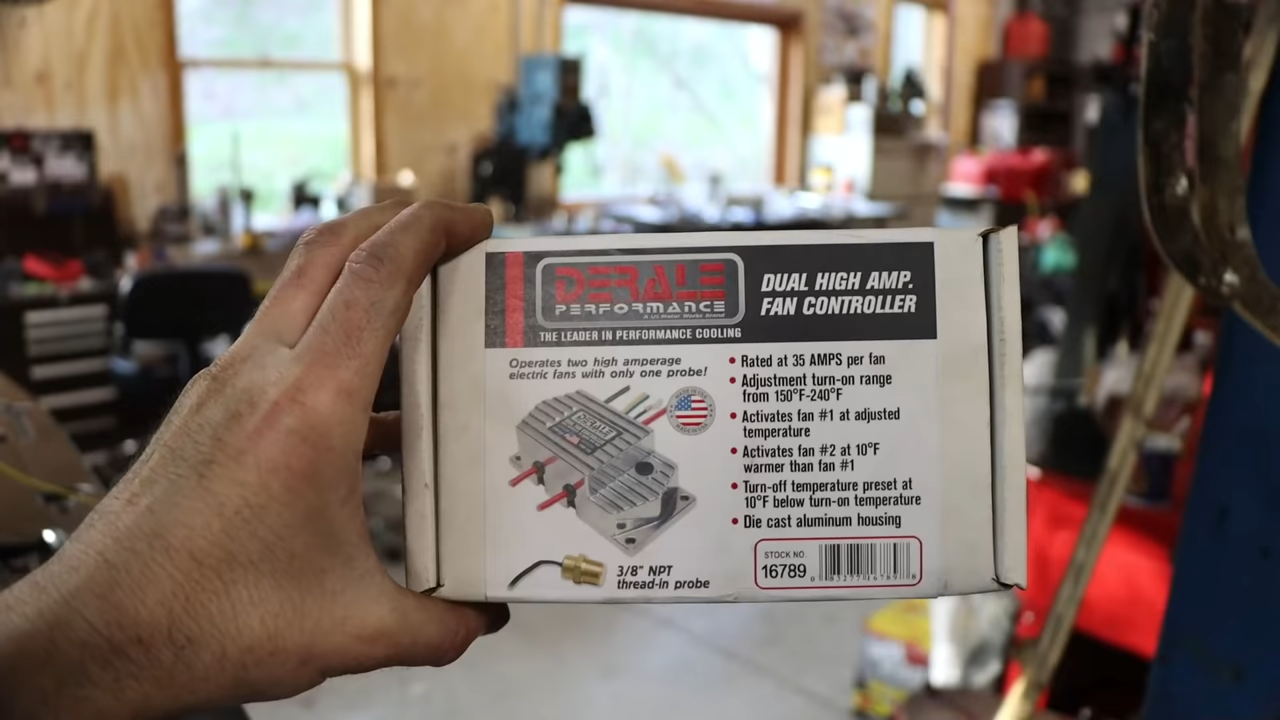 DERALE
PERFORMANCE
A US Motor Works Brand
THE LEADER IN PERFORMANCE COOLING
DUAL HIGH AMP.
FAN CONTROLLER
Operates two high amperage
electric fans with only one probe!
DERALE
3/8" NPT
thread-in probe
• Rated at 35 AMPS per fan
• Adjustment turn-on range
from 150°F-240°F
• Activates fan #1 at adjusted
temperature
• Activates fan #2 at 10°F
warmer than fan #1
• Turn-off temperature preset at
10°F below turn-on temperature
• Die cast aluminum housing
STOCK NO.
16789